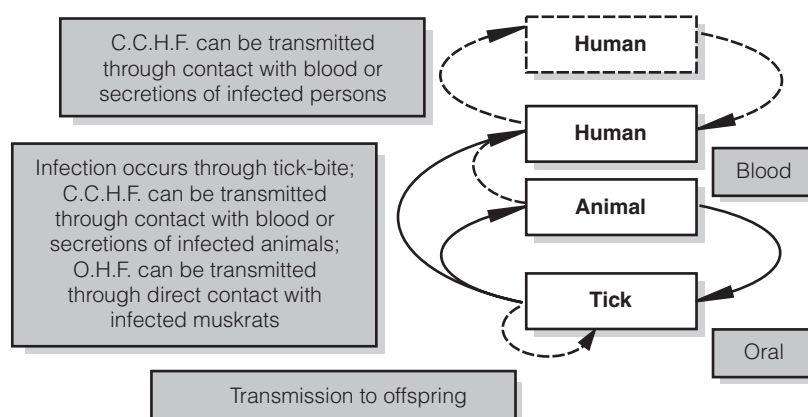 C.C.H.F. can be transmitted
through contact with blood or
secretions of infected persons
Human
Human
Infection occurs through tick-bite;
C.C.H.F. can be transmitted
through contact with blood or
secretions of infected animals;
O.H.F. can be transmitted
through direct contact with
infected muskrats
Blood
Animal
Tick
Oral
Transmission to offspring